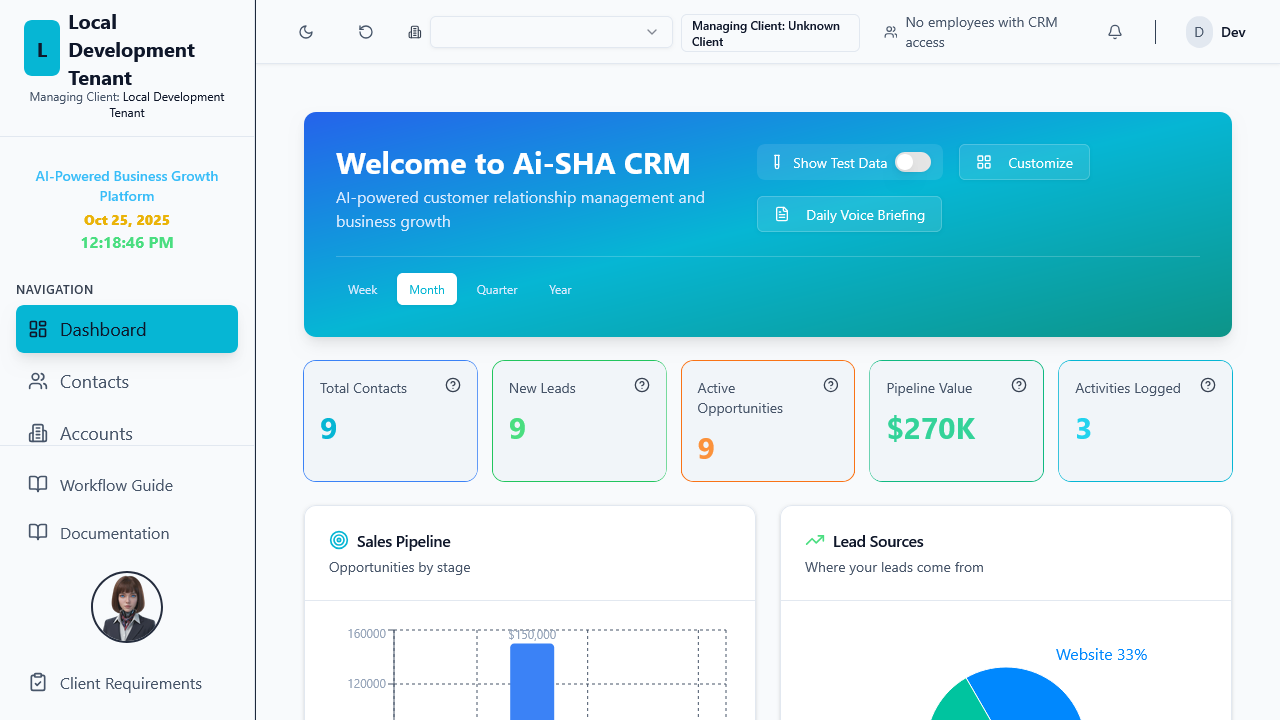 L
Local
Development
Tenant
Managing Client: Local Development
Tenant
AI-Powered Business Growth
Platform
Oct 25, 2025
12:18:46 PM
NAVIGATION
Dashboard
Contacts
Accounts
Workflow Guide
Documentation
Client Requirements
Managing Client: Unknown
Client
No employees with CRM
access
D
Dev
Welcome to Ai-SHA CRM
AI-powered customer relationship management and
business growth
Show Test Data
Customize
Daily Voice Briefing
Week
Month
Quarter
Year
Total Contacts
9
New Leads
9
Active
Opportunities
9
Pipeline Value
$270K
Activities Logged
3
Sales Pipeline
Opportunities by stage
160000
$150,000
120000
Lead Sources
Where your leads come from
Website 33%